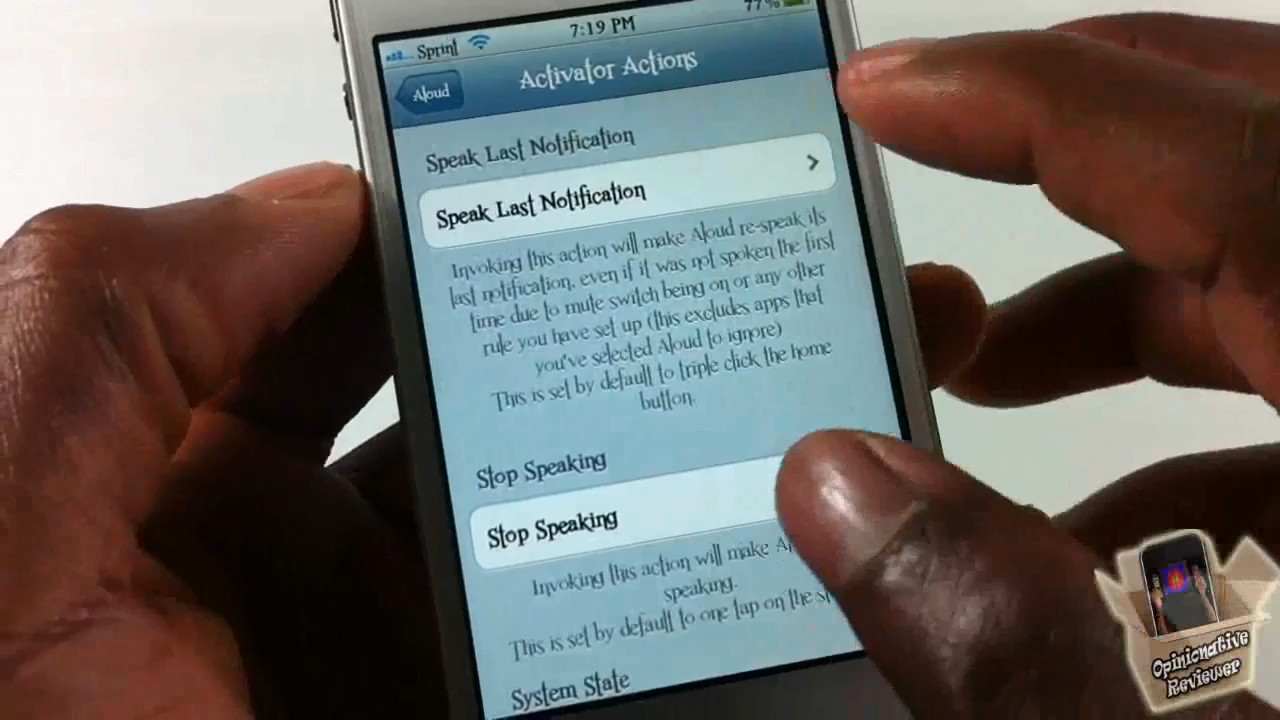 Sprint 7:19 PM 77%
Aloud Activator Actions
Speak Last Notification
Speak Last Notification
Invoking this action will make Aloud re-speak its
last notification, even if it was not spoken the first
time due to mute switch being on or any other
rule you have set up (this excludes apps that
you've selected Aloud to ignore)
This is set by default to triple click the home
button.
Stop Speaking
Stop Speaking
Invoking this action will make
speaking.
This is set by default to one tap on the
System State
Opinionative
Reviewer